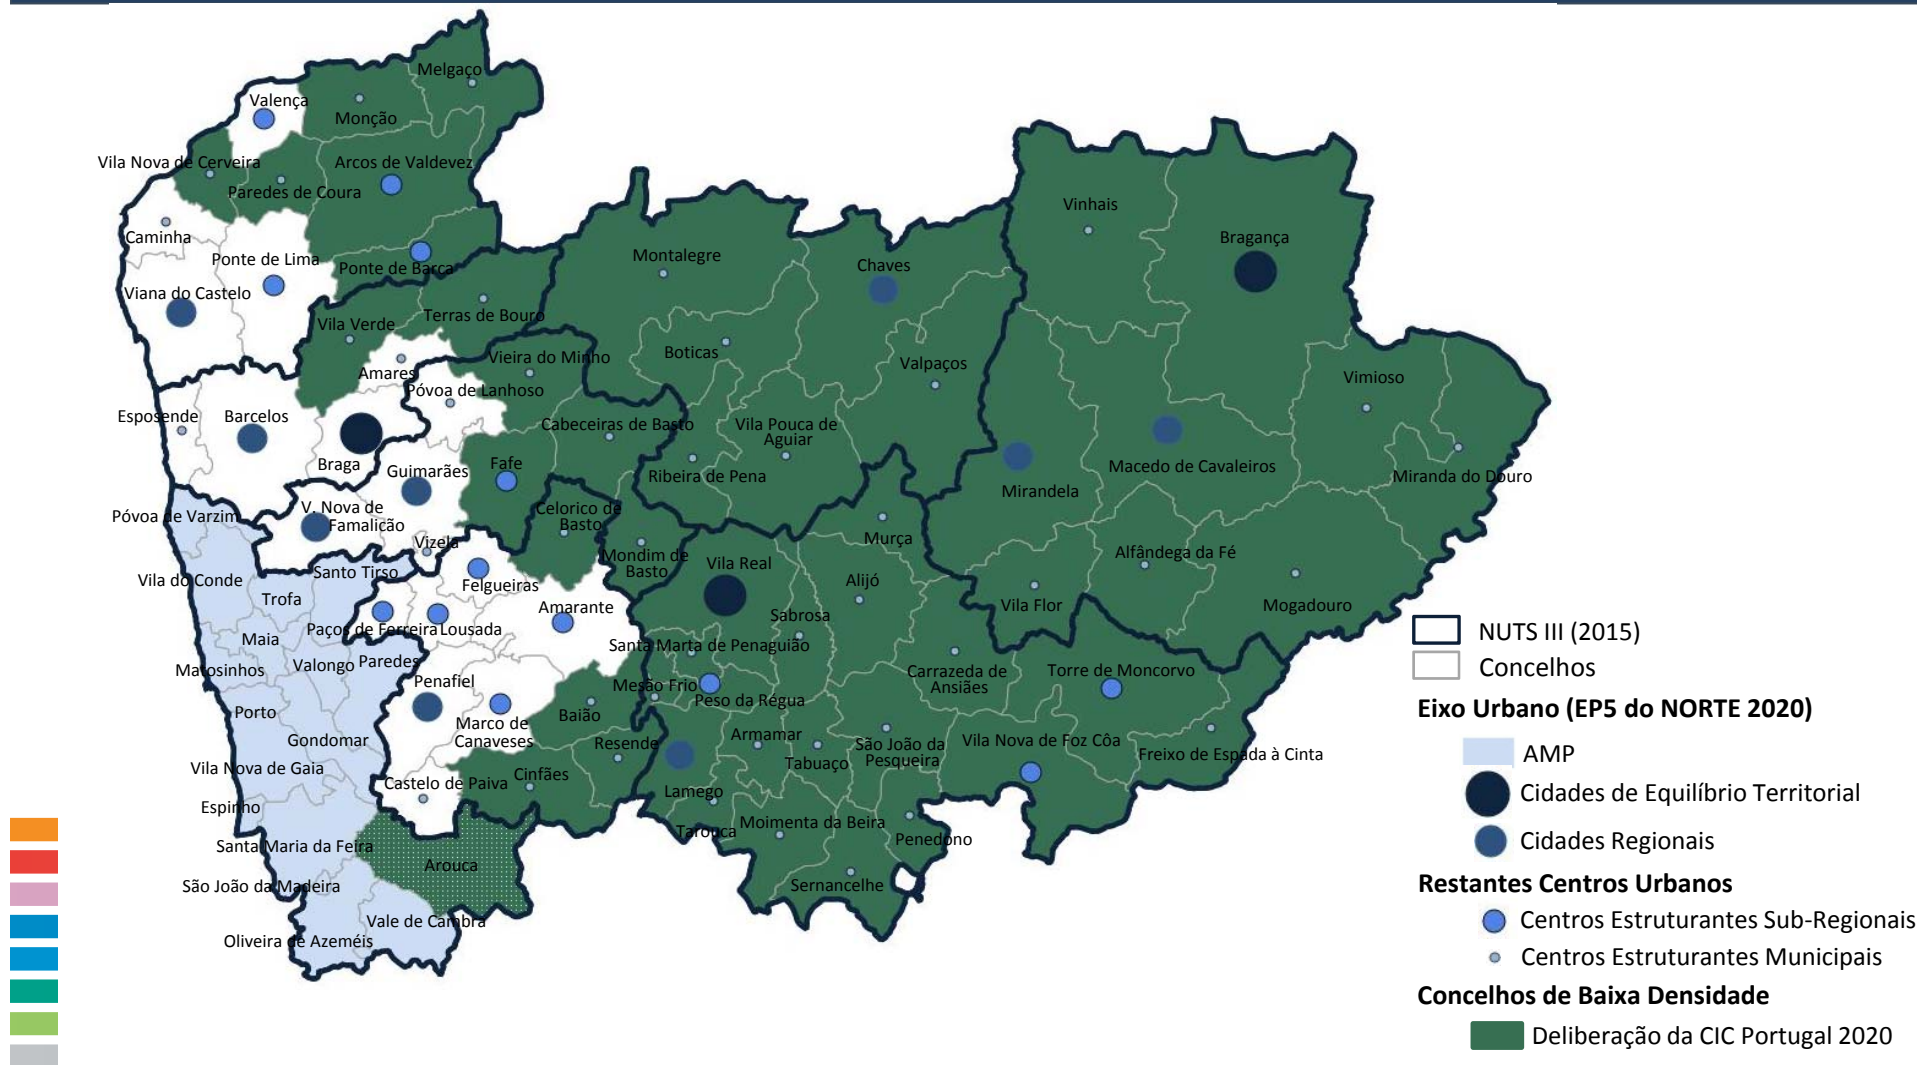 Melgaço
Valença
Monção
Vila Nova de Cerveira
Arcos de Valdevez
Paredes de Coura
Vinhais
Caminha
Bragança
Ponte de Lima
Montalegre
Chaves
Ponte de Barca
Viana do Castelo
Terras de Bouro
Vila Verde
Boticas
Vieira do Minho
Valpaços
Amares
Vimioso
Póvoa de Lanhoso
Esposende
Barcelos
Cabeceiras de Basto
Vila Pouca de
Aguiar
Braga
Guimarães
Fafe
Ribeira de Pena
Macedo de Cavaleiros
Miranda do Douro
Mirandela
V. Nova de
Famalicão
Celorico de
Basto
Póvoa de Varzim
Vizela
Murça
Mondim de
Basto
Vila Real
Alfândega da Fé
Santo Tirso
Vila do Conde
Felgueiras
Alijó
Trofa
Amarante
Sabrosa
Vila Flor
Mogadouro
Paços de Ferreira
Lousada
Maia
Santa Marta de Penaguião
Matosinhos
Valongo
Paredes
Carrazeda de
Ansiães
Torre de Moncorvo
Penafiel
Mesão Frio
Peso da Régua
Porto
Baião
Marco de
Canaveses
Gondomar
Resende
Armamar
Tabuaço
São João da
Pesqueira
Vila Nova de Foz Côa
Freixo de Espada à Cinta
Vila Nova de Gaia
Castelo de Paiva
Cinfães
Lamego
Espinho
Tarouca
Moimenta da Beira
Penedono
Santa Maria da Feira
Arouca
São João da Madeira
Sernancelhe
Vale de Cambra
Oliveira de Azeméis
NUTS III (2015)
Concelhos
Eixo Urbano (EP5 do NORTE 2020)
AMP
Cidades de Equilíbrio Territorial
Cidades Regionais
Restantes Centros Urbanos
Centros Estruturantes Sub-Regionais
Centros Estruturantes Municipais
Concelhos de Baixa Densidade
Deliberação da CIC Portugal 2020